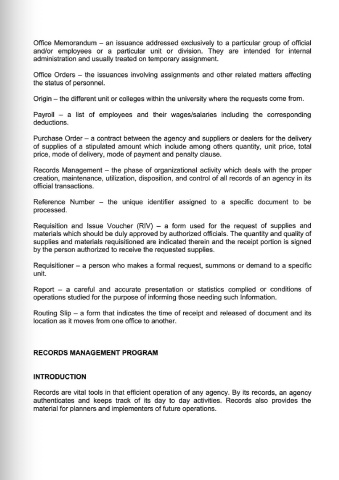 Office Memorandum – an issuance addressed exclusively to a particular group of official
and/or employees or a particular unit or division. They are intended for internal
administration and usually treated on temporary assignment.
Office Orders – the issuances involving assignments and other related matters affecting
the status of personnel.
Origin – the different unit or colleges within the university where the requests come from.
Payroll – a list of employees and their wages/salaries including the corresponding
deductions.
Purchase Order – a contract between the agency and suppliers or dealers for the delivery
of supplies of a stipulated amount which include among others quantity, unit price, total
price, mode of delivery, mode of payment and penalty clause.
Records Management – the phase of organizational activity which deals with the proper
creation, maintenance, utilization, disposition, and control of all records of an agency in its
official transactions.
Reference Number – the unique identifier assigned to a specific document to be
processed.
Requisition and Issue Voucher (RIV) – a form used for the request of supplies and
materials which should be duly approved by authorized officials. The quantity and quality of
supplies and materials requisitioned are indicated therein and the receipt portion is signed
by the person authorized to receive the requested supplies.
Requisitioner – a person who makes a formal request, summons or demand to a specific
unit.
Report – a careful and accurate presentation or statistics complied or conditions of
operations studied for the purpose of informing those needing such Information.
Routing Slip – a form that indicates the time of receipt and released of document and its
location as it moves from one office to another.
RECORDS MANAGEMENT PROGRAM
INTRODUCTION
Records are vital tools in that efficient operation of any agency. By its records, an agency
authenticates and keeps track of its day to day activities. Records also provides the
material for planners and implementers of future operations.